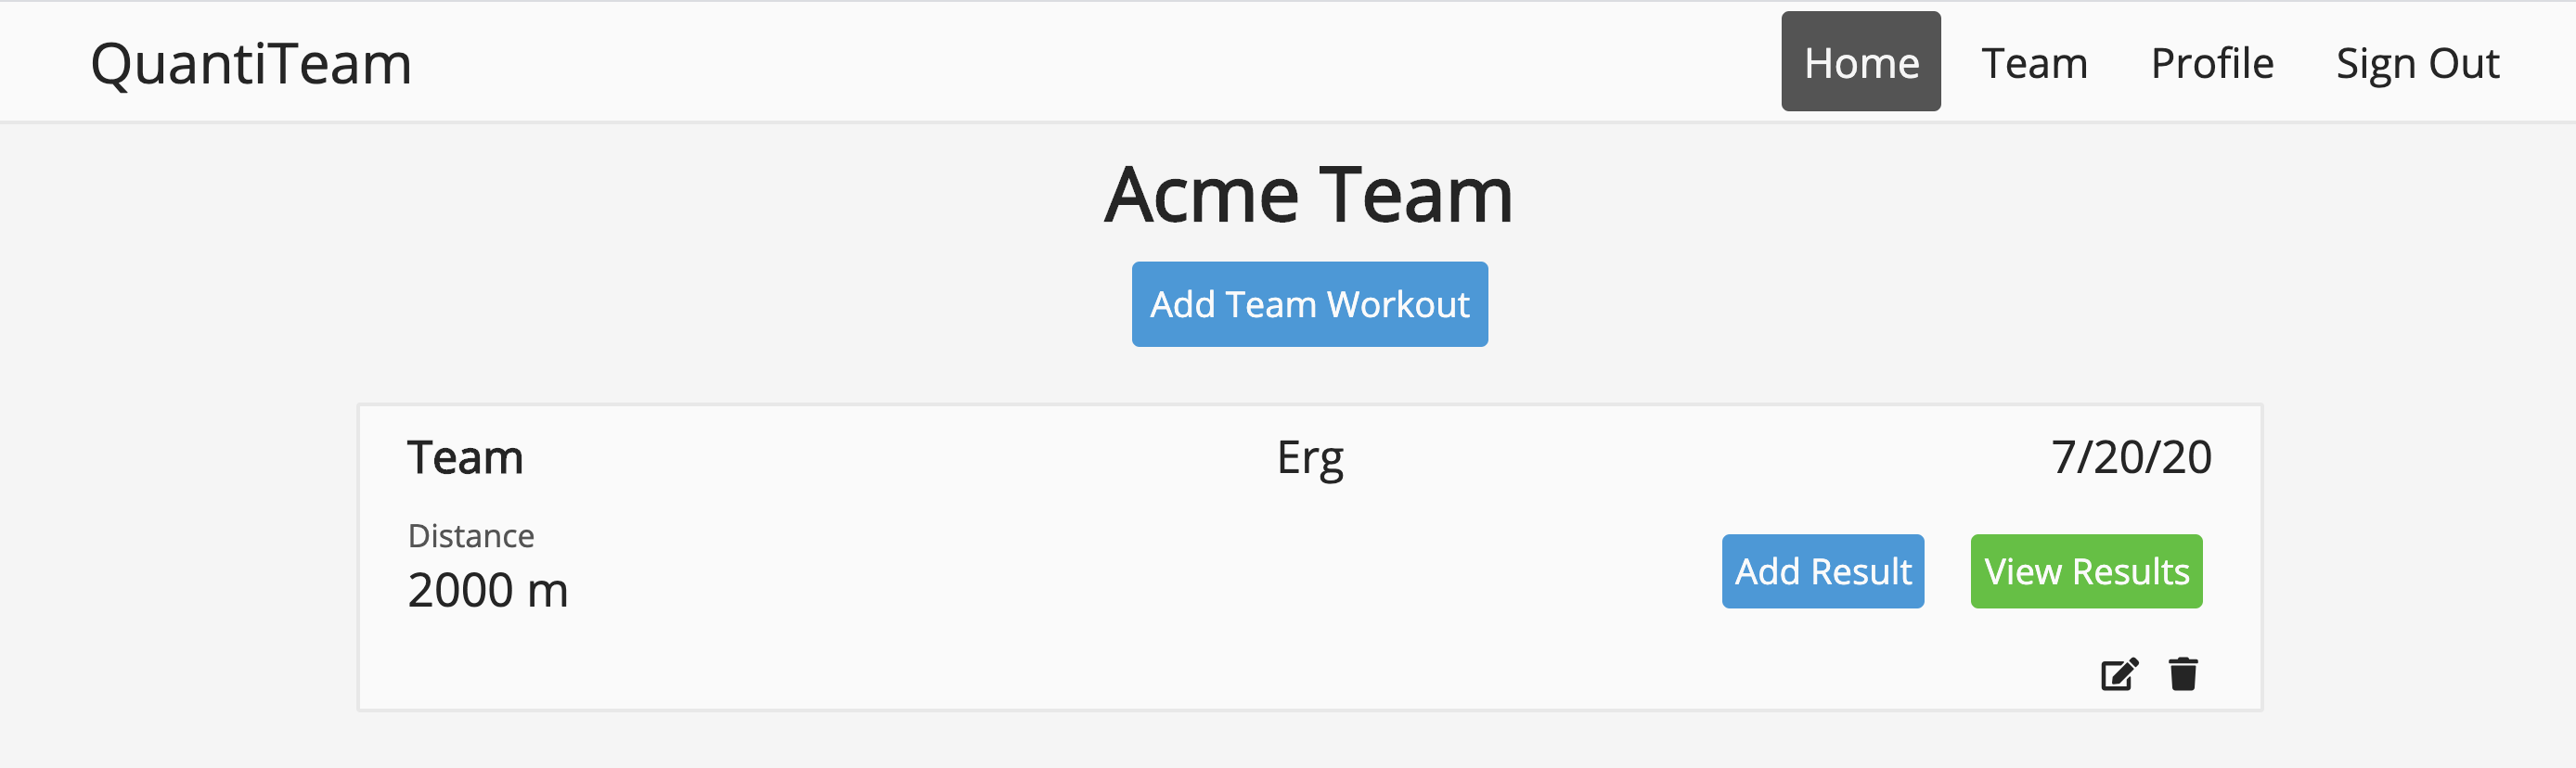 QuantiTeam Home Team Profile Sign Out
Acme Team
Add Team Workout
Team Erg 7/20/20
Distance
2000 m
Add Result View Results